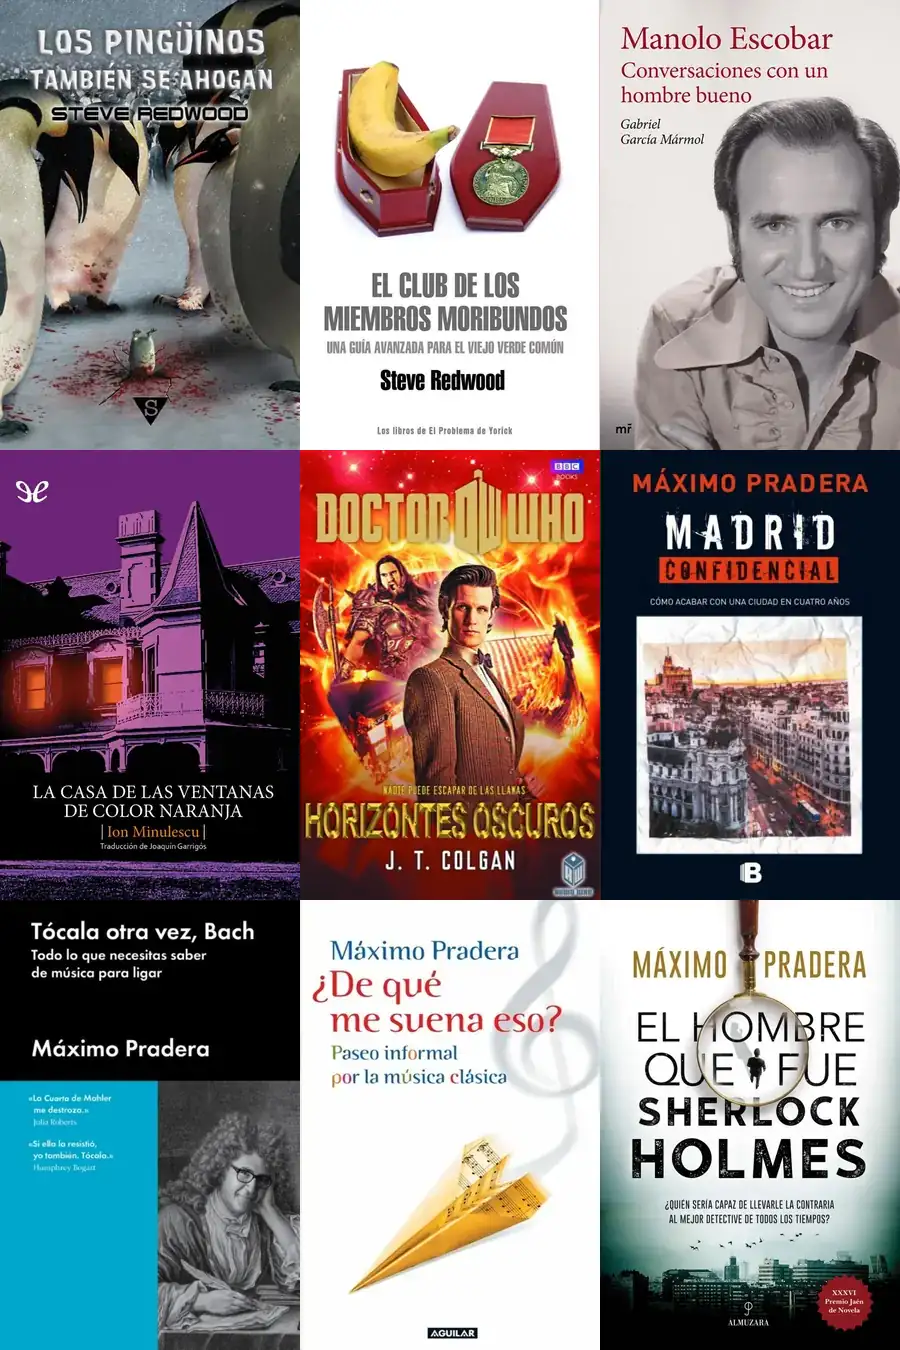 LOS PINGÜINOS
TAMBIÉN SE AHOGAN
STEVE REDWOOD
S
EL CLUB DE LOS
MIEMBROS MORIBUNDOS
UNA GUÍA AVANZADA PARA EL VIEJO VERDE COMÚN
Steve Redwood
Los libros de El Problema de Yorick
Manolo Escobar
Conversaciones con un
hombre bueno
Gabriel
García Mármol
mr
LA CASA DE LAS VENTANAS
DE COLOR NARANJA
| Ion Minulescu |
Traducción de Joaquín Garrigós
BBC
BOOKS
DOCTOR WHO
NADIE PUEDE ESCAPAR DE LAS LLAMAS
HORIZONTES OSCUROS
J. T. COLGAN
MÁXIMO PRADERA
MADRID
CONFIDENCIAL
CÓMO ACABAR CON UNA CIUDAD EN CUATRO AÑOS
B
Tócala otra vez, Bach
Todo lo que necesitas saber
de música para ligar
Máximo Pradera
«La Cuarta de Mahler
me destroza.»
Julia Roberts
«Si ella la resistió,
yo también. Tócala.»
Humphrey Bogart
Máximo Pradera
¿De qué
me suena eso?
Paseo informal
por la música clásica
AGUILAR
MÁXIMO PRADERA
EL HOMBRE
QUE FUE
SHERLOCK
HOLMES
¿QUIÉN SERÍA CAPAZ DE LLEVARLE LA CONTRARIA
AL MEJOR DETECTIVE DE TODOS LOS TIEMPOS?
ALMUZARA
XXXVI
Premio Jaén
de Novela